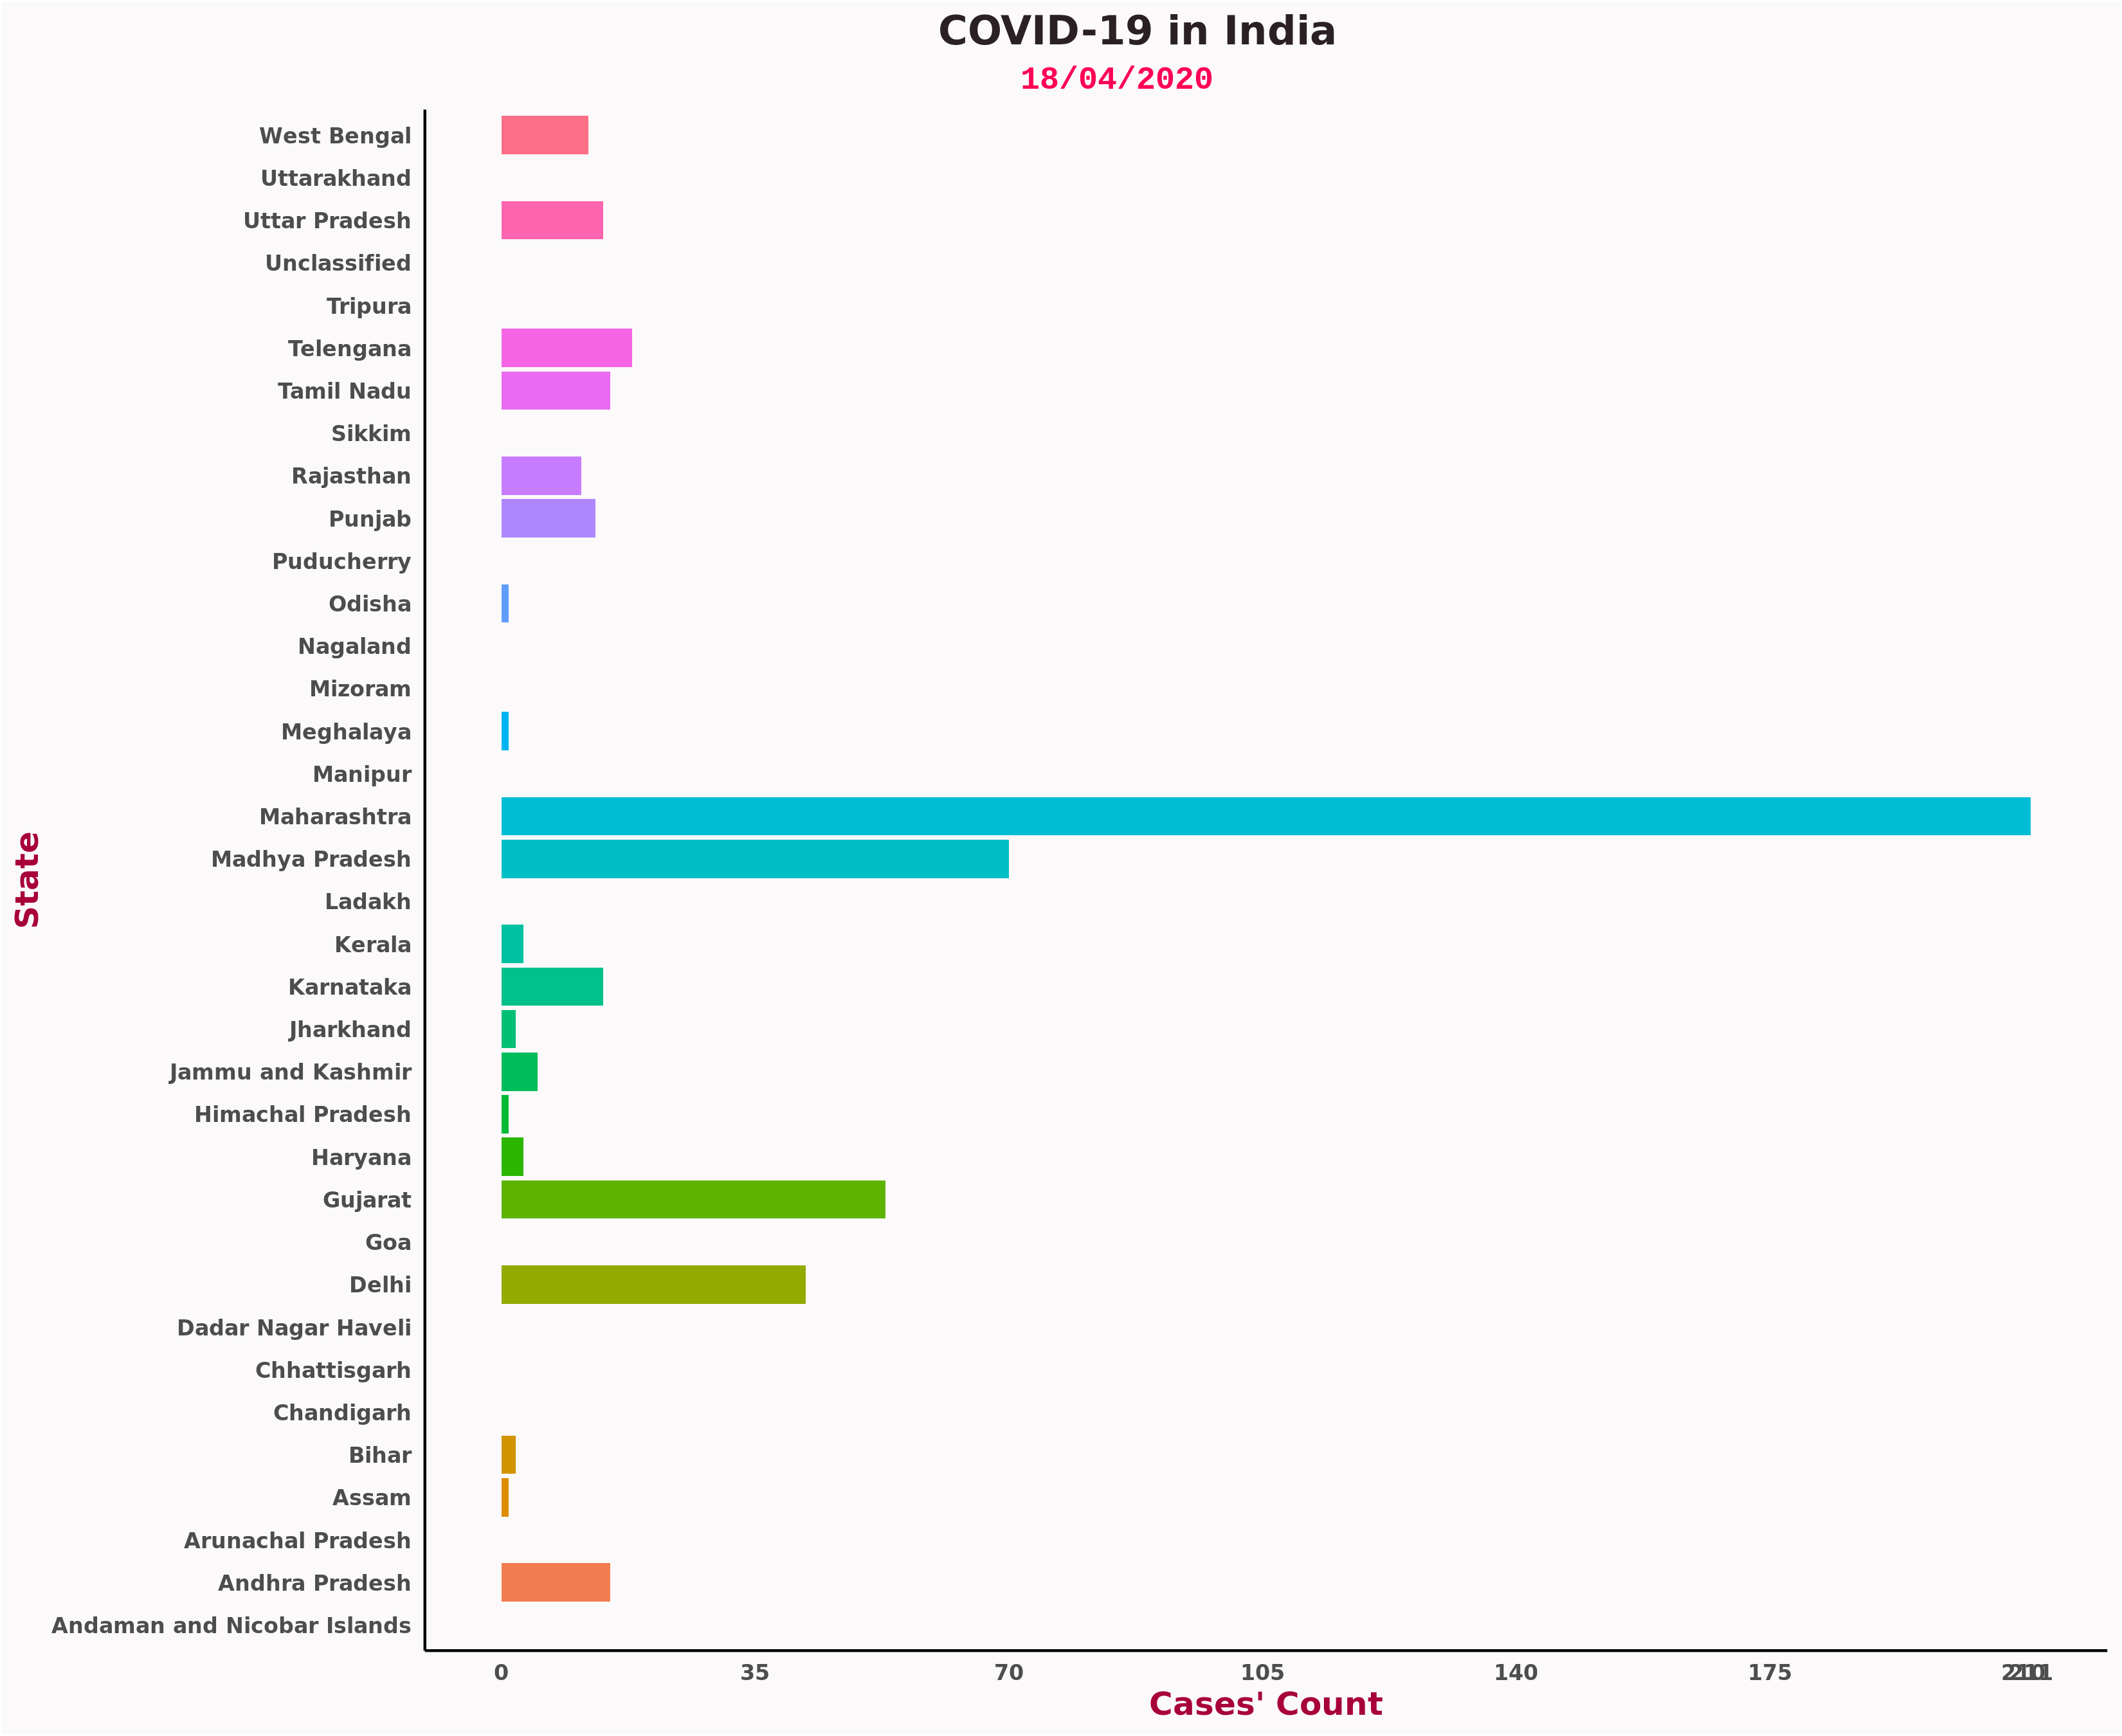 COVID-19 in India
18/04/2020
West Bengal
Uttarakhand
Uttar Pradesh
Unclassified
Tripura
Telengana
Tamil Nadu
Sikkim
Rajasthan
Punjab
Puducherry
Odisha
Nagaland
Mizoram
Meghalaya
Manipur
Maharashtra
Madhya Pradesh
Ladakh
Kerala
Karnataka
Jharkhand
Jammu and Kashmir
Himachal Pradesh
Haryana
Gujarat
Goa
Delhi
Dadar Nagar Haveli
Chhattisgarh
Chandigarh
Bihar
Assam
Arunachal Pradesh
Andhra Pradesh
Andaman and Nicobar Islands
State
0 35 70 105 140 175 210 211
Cases' Count